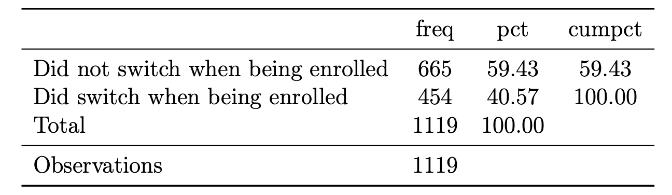 freq pct cumpct
Did not switch when being enrolled 665 59.43 59.43
Did switch when being enrolled 454 40.57 100.00
Total 1119 100.00
Observations 1119